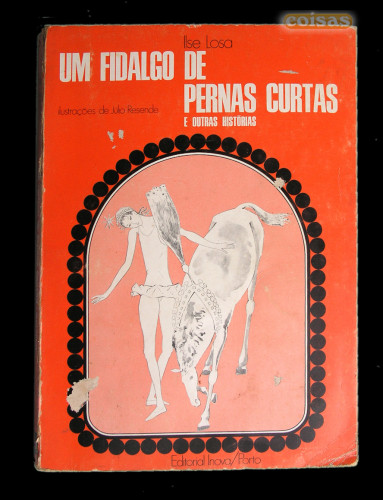 coisas
Ilse Losa
UM FIDALGO DE
PERNAS CURTAS
ilustrações de Júlio Resende
E OUTRAS HISTÓRIAS
Editorial Inova/Porto